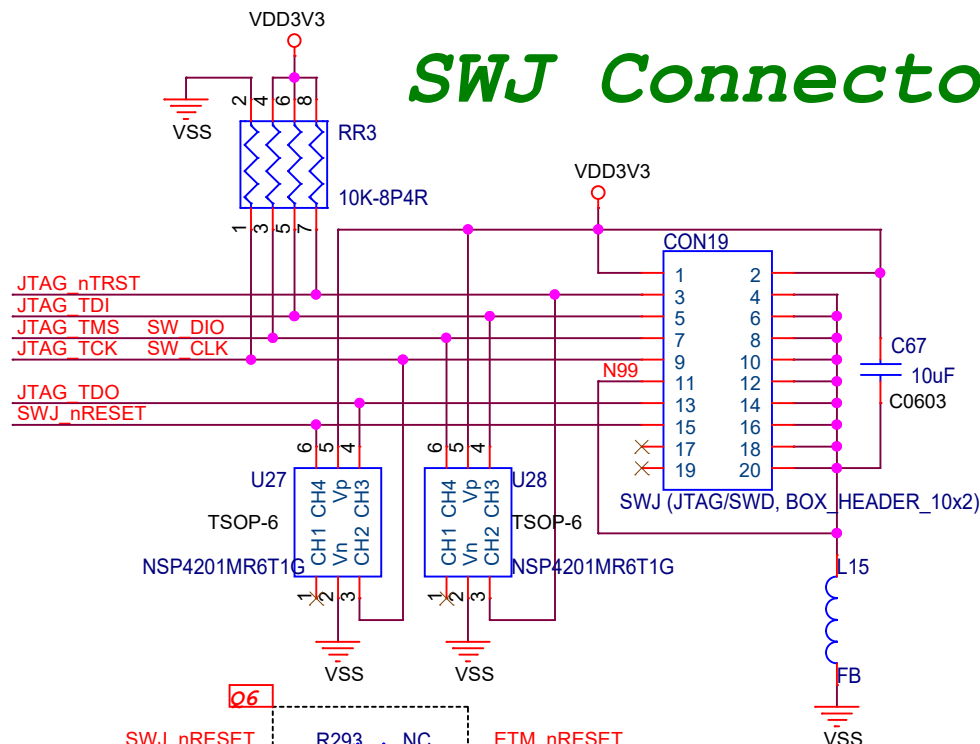 VDD3V3
SWJ Connecto
VSS
2 4 6 8
RR3
10K-8P4R
1 3 5 7
VDD3V3
CON19
JTAG_nTRST
JTAG_TDI
JTAG_TMS SW_DIO
JTAG_TCK SW_CLK
N99
JTAG_TDO
SWJ_nRESET
1 2
3 4
5 6
7 8
9 10
11 12
13 14
15 16
17 18
19 20
C67
10uF
C0603
SWJ (JTAG/SWD, BOX_HEADER_10x2)
6 5 4
U27
CH4 Vp CH3
CH1 Vn CH2
TSOP-6
NSP4201MR6T1G
1 2 3
VSS
6 5 4
U28
CH4 Vp CH3
CH1 Vn CH2
TSOP-6
NSP4201MR6T1G
1 2 3
VSS
L15
FB
VSS
Q6
SWJ_nRESET R293 , NC ETM_nRESET